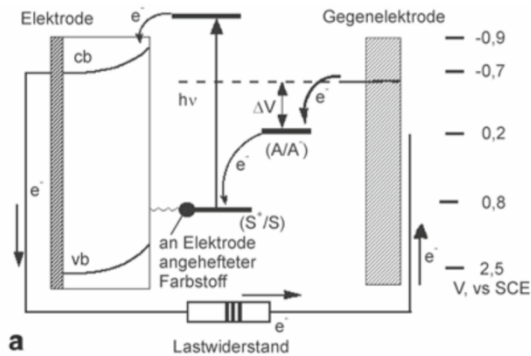 Elektrode
Gegenelektrode
e-
-0,9
cb
-0,7
hν
e-
ΔV
0,2
(A/A-)
e-
e-
0,8
(S+/S)
an Elektrode
angehefteter
Farbstoff
vb
e-
2,5
V, vs SCE
e-
a
Lastwiderstand